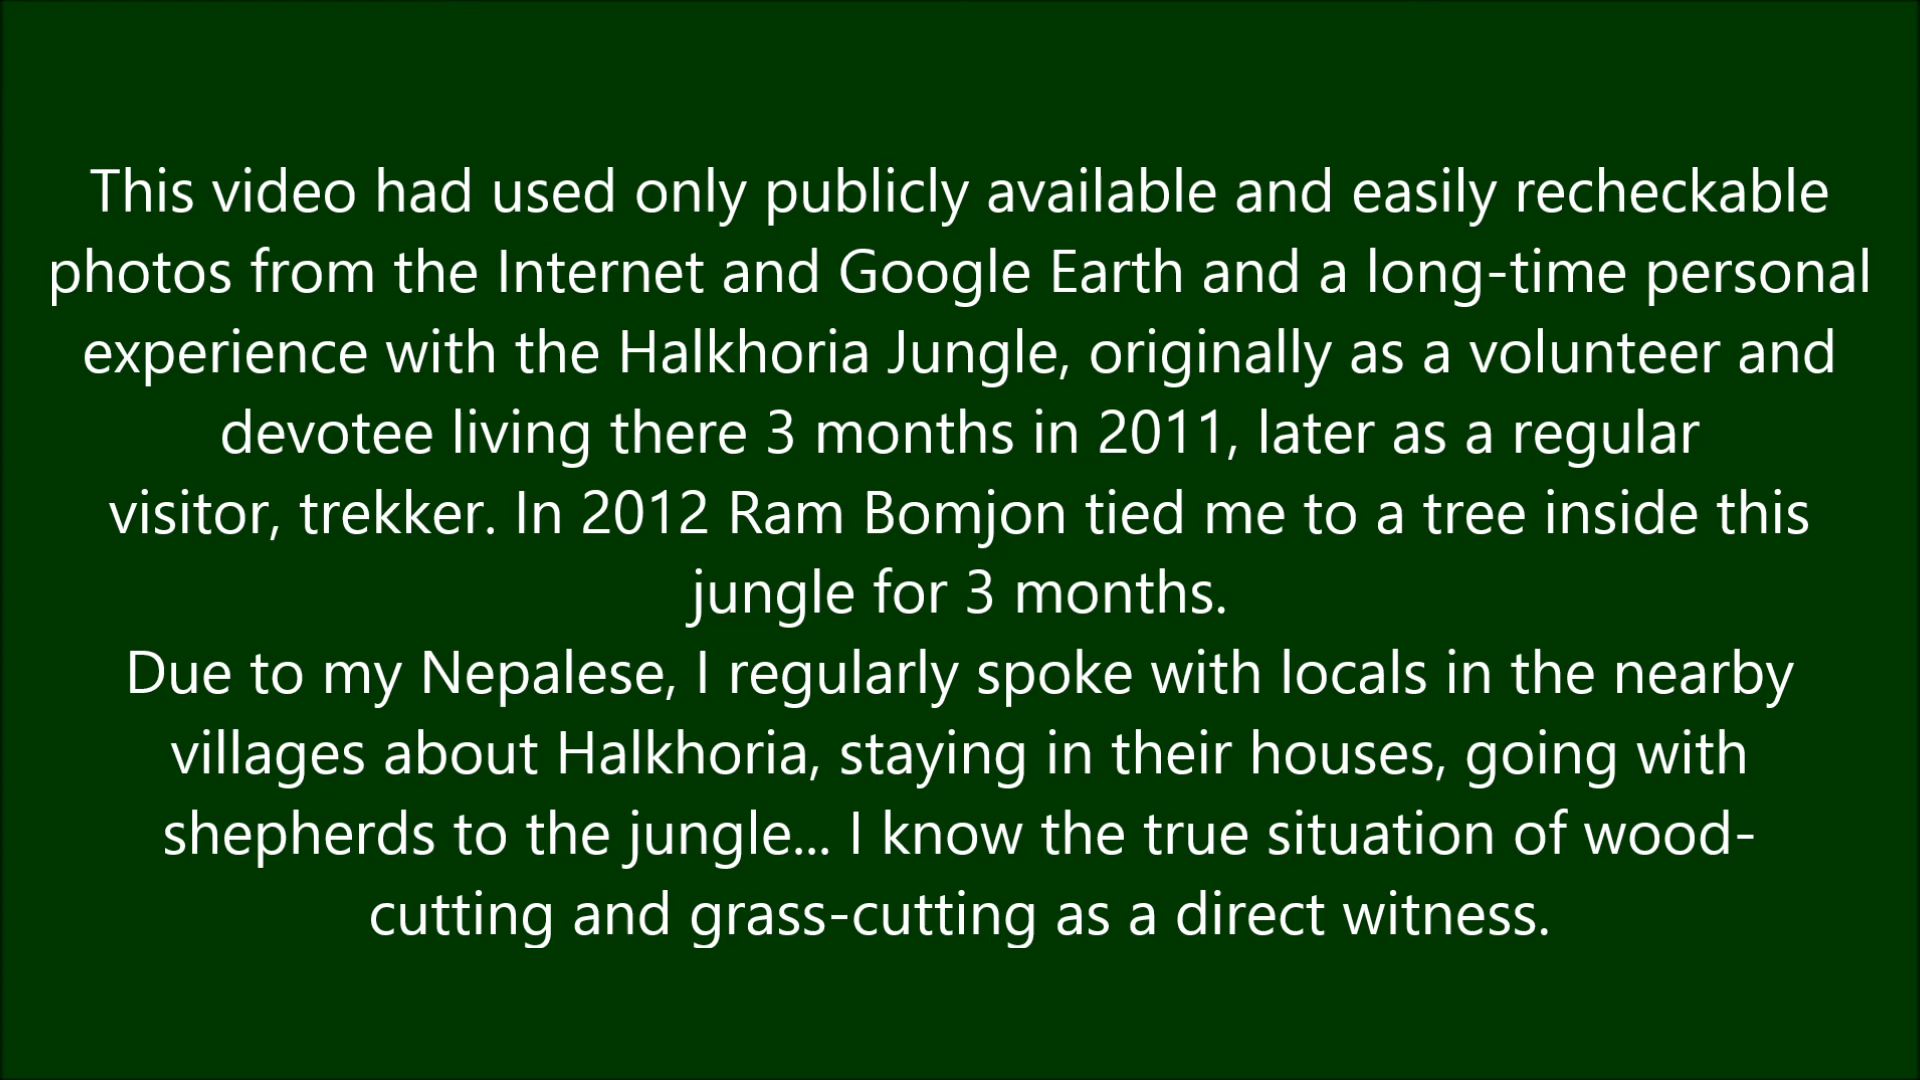 This video had used only publicly available and easily recheckable
photos from the Internet and Google Earth and a long-time personal
experience with the Halkhoria Jungle, originally as a volunteer and
devotee living there 3 months in 2011, later as a regular
visitor, trekker. In 2012 Ram Bomjon tied me to a tree inside this
jungle for 3 months.
Due to my Nepalese, I regularly spoke with locals in the nearby
villages about Halkhoria, staying in their houses, going with
shepherds to the jungle... I know the true situation of wood-
cutting and grass-cutting as a direct witness.